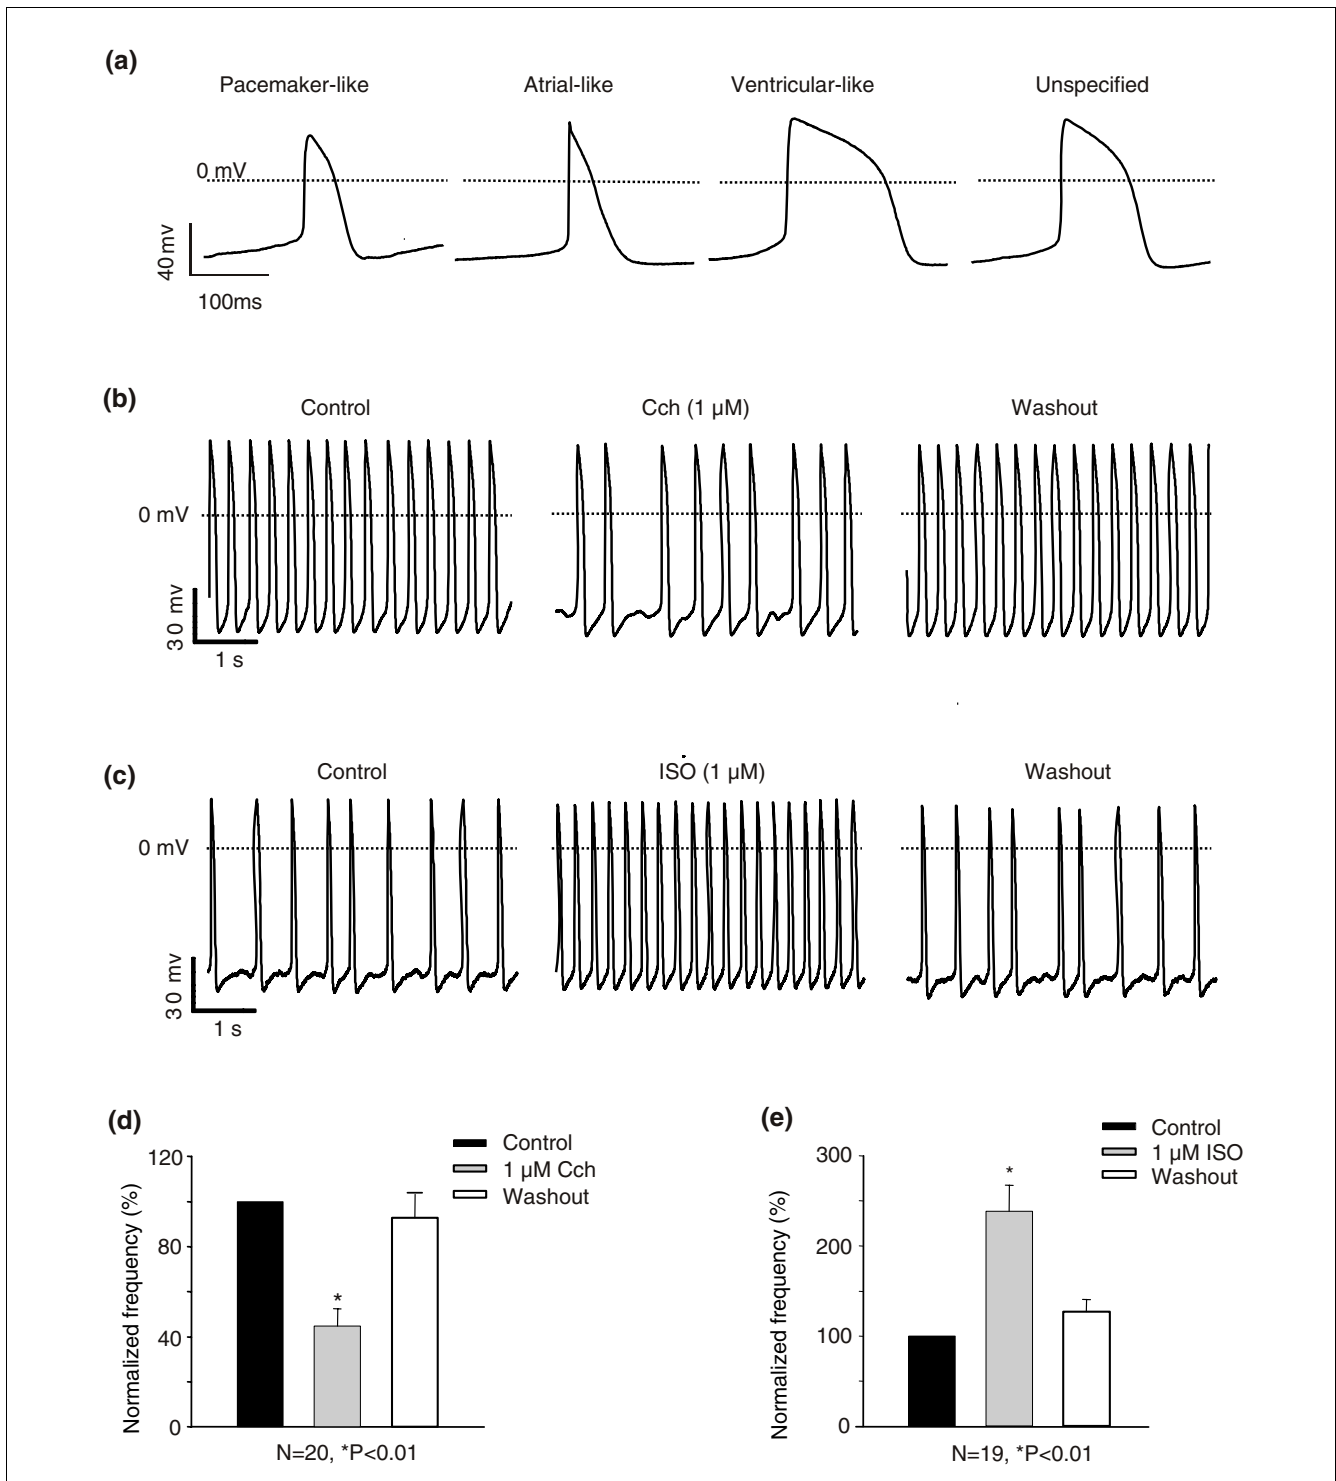 (a)
Pacemaker-like Atrial-like Ventricular-like Unspecified
0 mV
40 mv
100ms
(b)
Control Cch (1 µM) Washout
0 mV
30 mv
1 s
(c)
Control ISO (1 µM) Washout
0 mV
30 mv
1 s
(d)
Control
1 µM Cch
Washout
Normalized frequency (%)
120
80
40
0
*
N=20, *P<0.01
(e)
Control
1 µM ISO
Washout
Normalized frequency (%)
300
200
100
0
*
N=19, *P<0.01